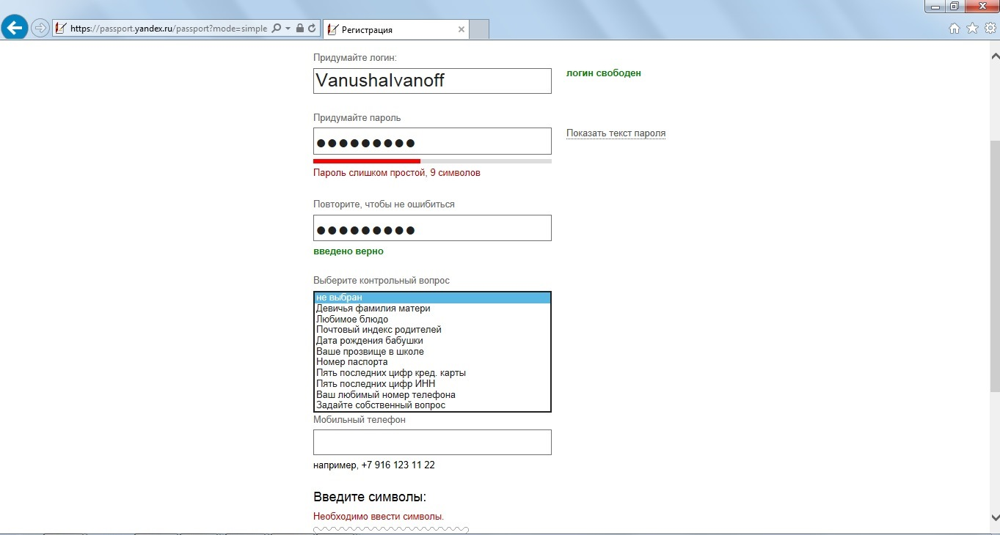 https://passport.yandex.ru/passport?mode=simple
Регистрация
Придумайте логин:
VanushaIvanoff
логин свободен
Придумайте пароль
Показать текст пароля
Пароль слишком простой, 9 символов
Повторите, чтобы не ошибиться
введено верно
Выберите контрольный вопрос
не выбран
Девичья фамилия матери
Любимое блюдо
Почтовый индекс родителей
Дата рождения бабушки
Ваше прозвище в школе
Номер паспорта
Пять последних цифр кред. карты
Пять последних цифр ИНН
Ваш любимый номер телефона
Задайте собственный вопрос
Мобильный телефон
например, +7 916 123 11 22
Введите символы:
Необходимо ввести символы.